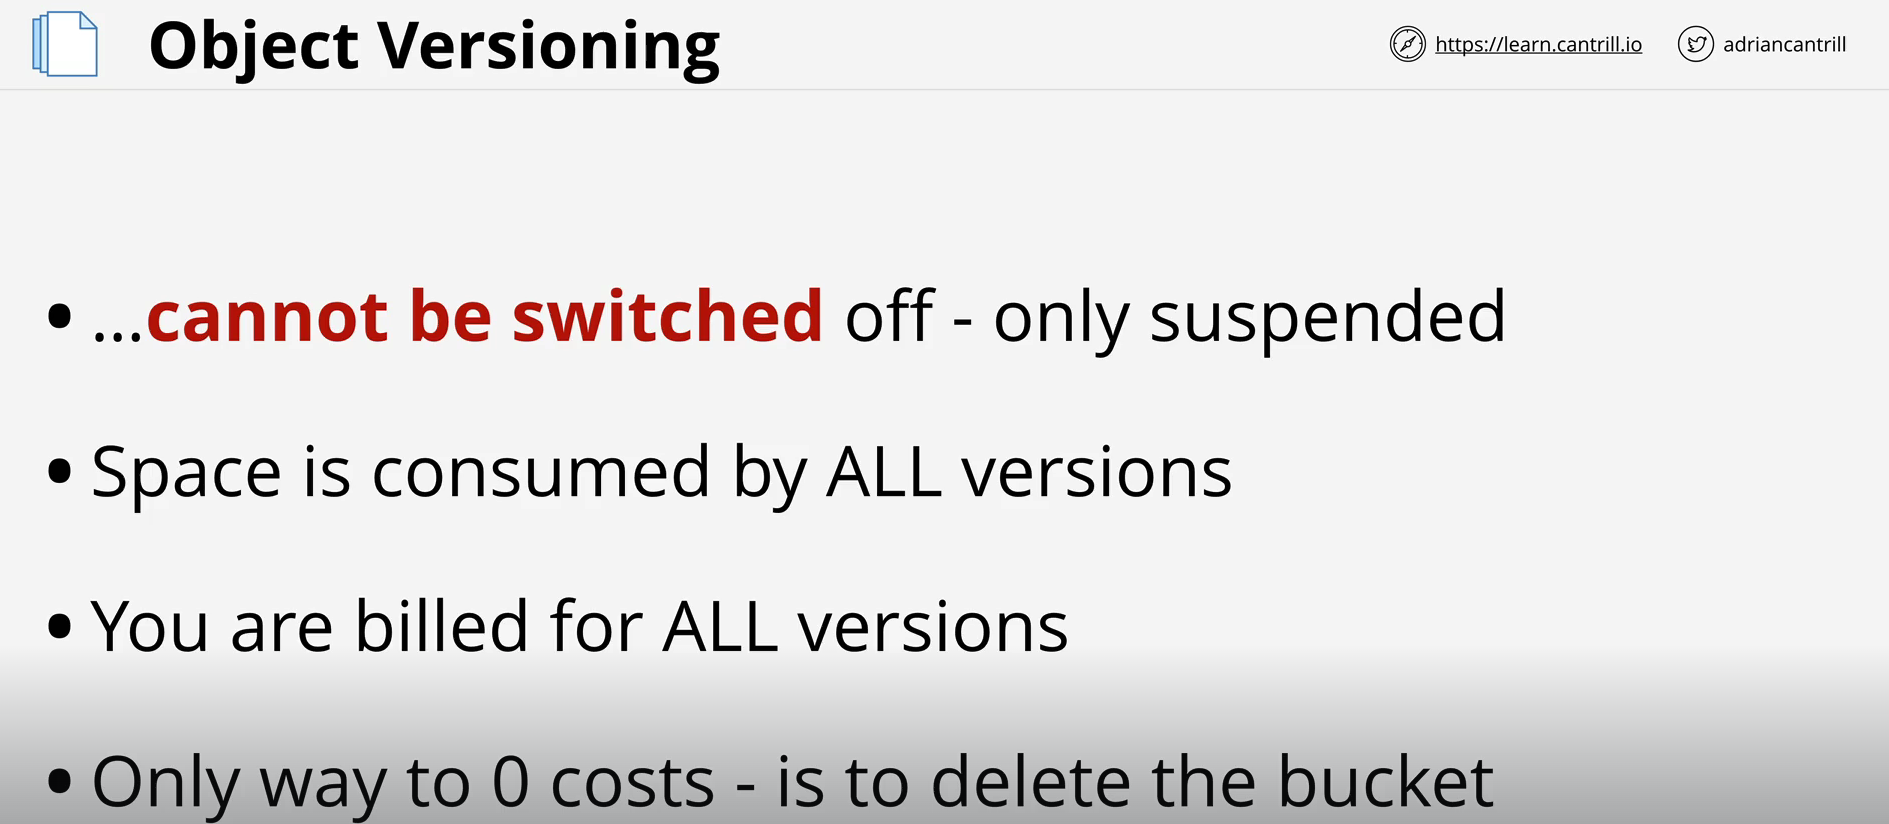 Object Versioning
https://learn.cantrill.io
adriancantrill
• ...cannot be switched off - only suspended
• Space is consumed by ALL versions
• You are billed for ALL versions
• Only way to 0 costs - is to delete the bucket